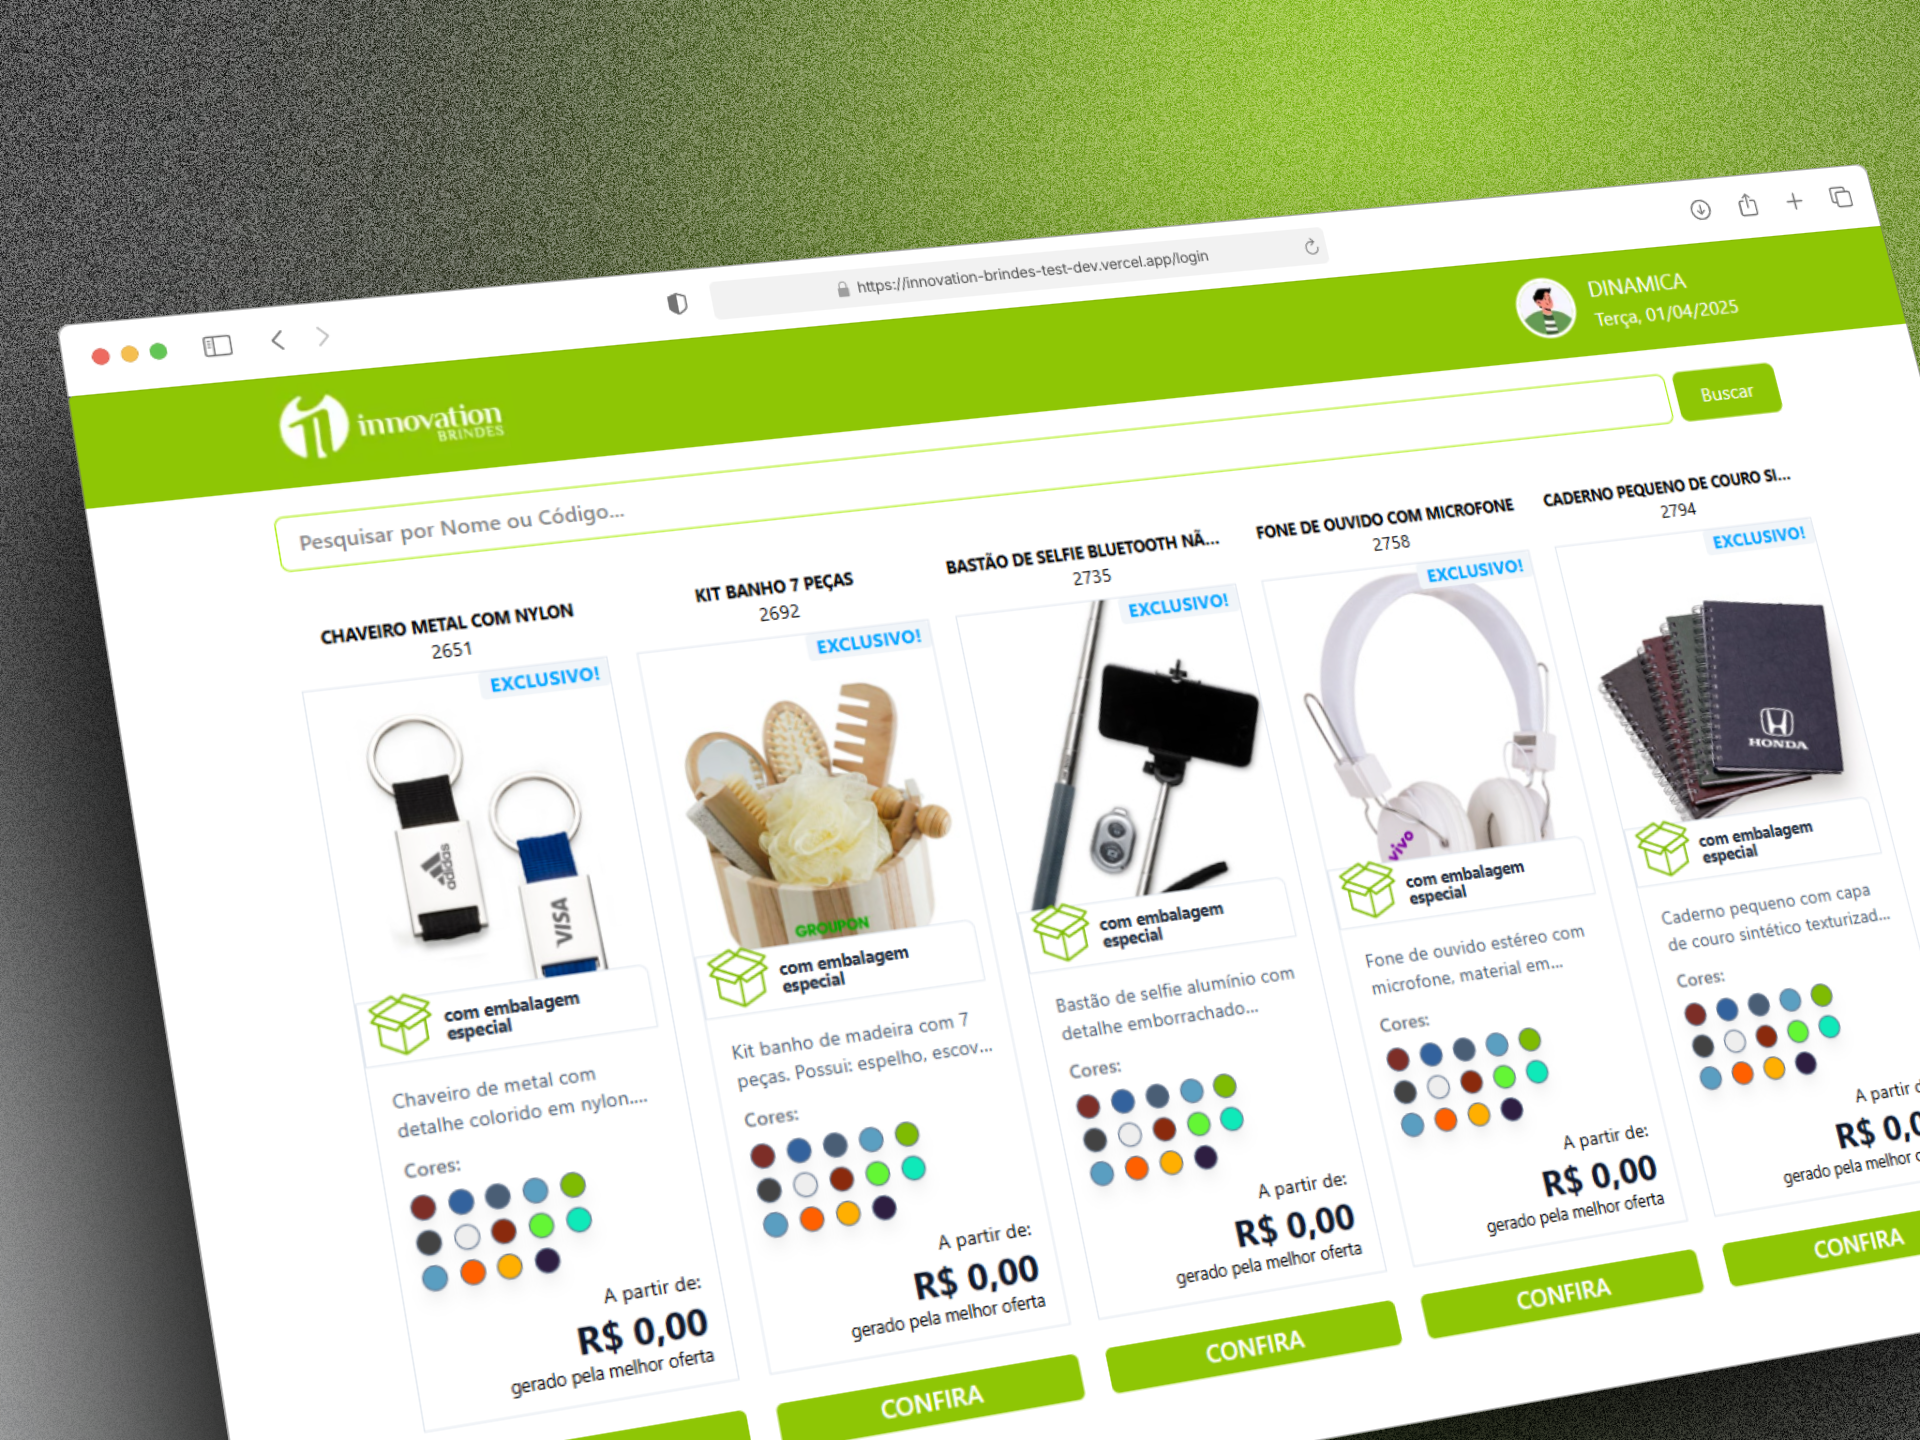 https://innovation-brindes-test-dev.vercel.app/login
innovation
BRINDES
DINAMICA
Terça, 01/04/2025
Pesquisar por Nome ou Código...
Buscar
CHAVEIRO METAL COM NYLON
2651
EXCLUSIVO!
adidas
VISA
com embalagem
especial
Chaveiro de metal com
detalhe colorido em nylon....
Cores:
A partir de:
R$ 0,00
gerado pela melhor oferta
KIT BANHO 7 PEÇAS
2692
EXCLUSIVO!
GROUPON
com embalagem
especial
Kit banho de madeira com 7
peças. Possui: espelho, escov...
Cores:
A partir de:
R$ 0,00
gerado pela melhor oferta
CONFIRA
BASTÃO DE SELFIE BLUETOOTH NÃ...
2735
EXCLUSIVO!
com embalagem
especial
Bastão de selfie alumínio com
detalhe emborrachado...
Cores:
A partir de:
R$ 0,00
gerado pela melhor oferta
CONFIRA
FONE DE OUVIDO COM MICROFONE
2758
EXCLUSIVO!
vivo
com embalagem
especial
Fone de ouvido estéreo com
microfone, material em...
Cores:
A partir de:
R$ 0,00
gerado pela melhor oferta
CONFIRA
CADERNO PEQUENO DE COURO SI...
2794
EXCLUSIVO!
HONDA
com embalagem
especial
Caderno pequeno com capa
de couro sintético texturizad...
Cores:
A partir d
R$ 0,0
gerado pela melhor o
CONFIRA